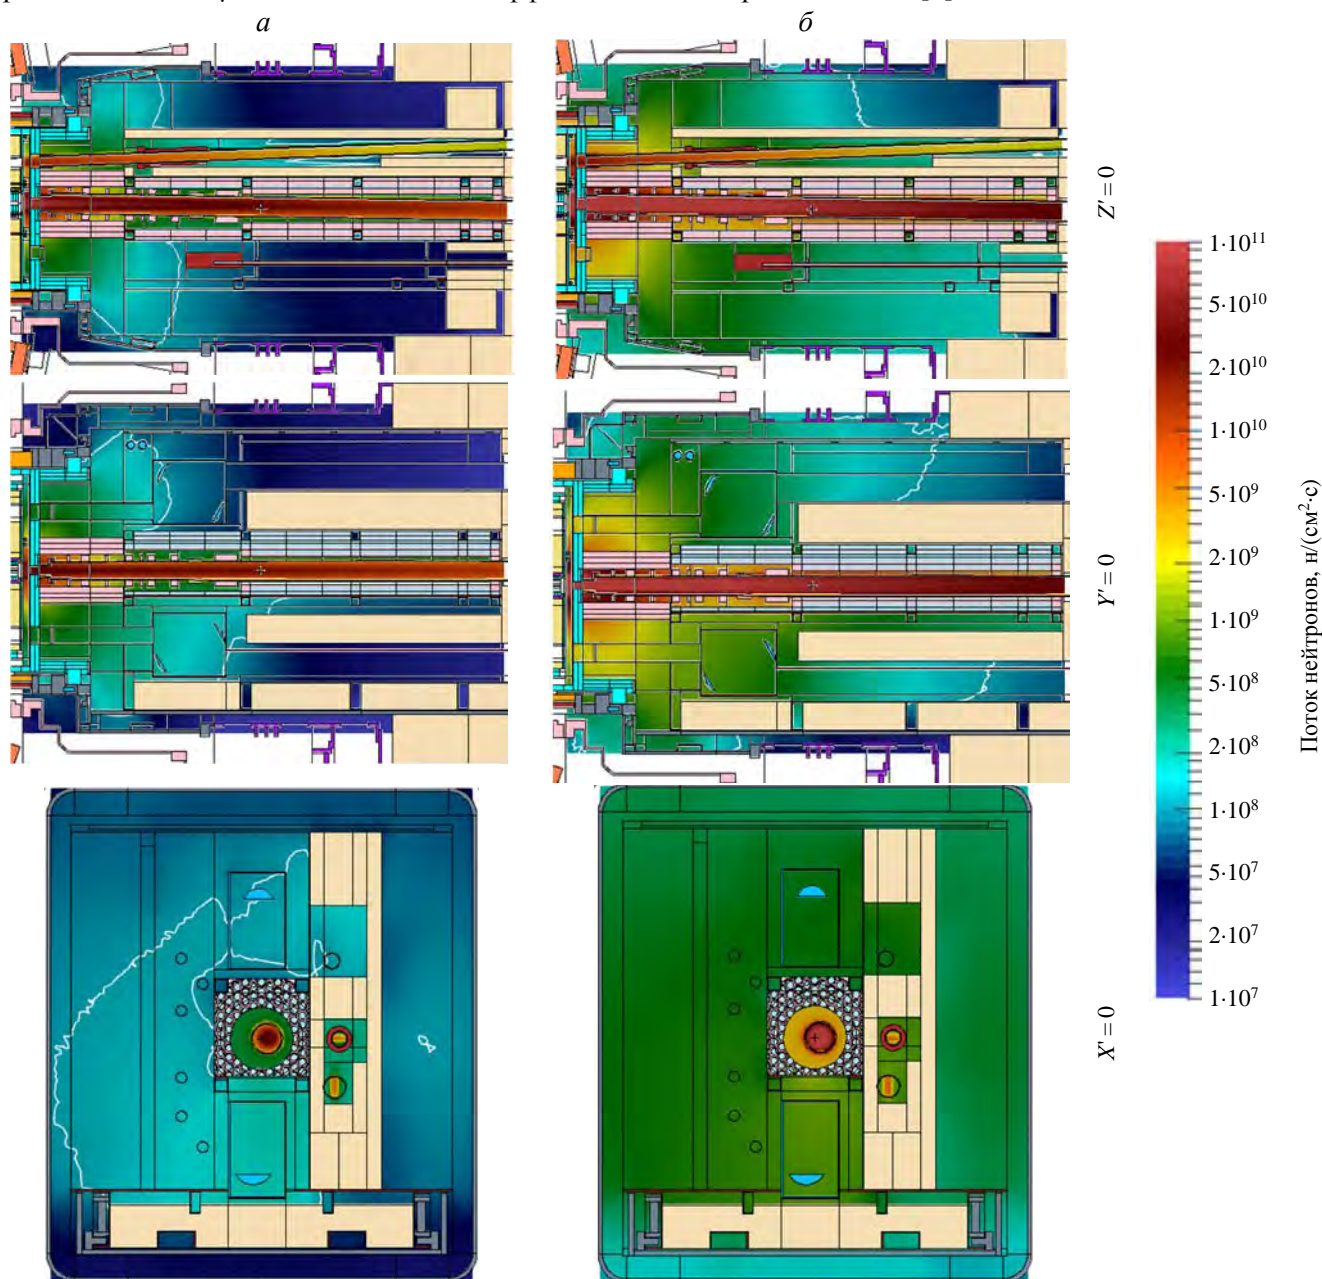 а
б
Z' = 0
Y' = 0
X' = 0
1·10¹¹
5·10¹⁰
2·10¹⁰
1·10¹⁰
5·10⁹
2·10⁹
1·10⁹
5·10⁸
2·10⁸
1·10⁸
5·10⁷
2·10⁷
1·10⁷
Поток нейтронов, н/(см²·с)